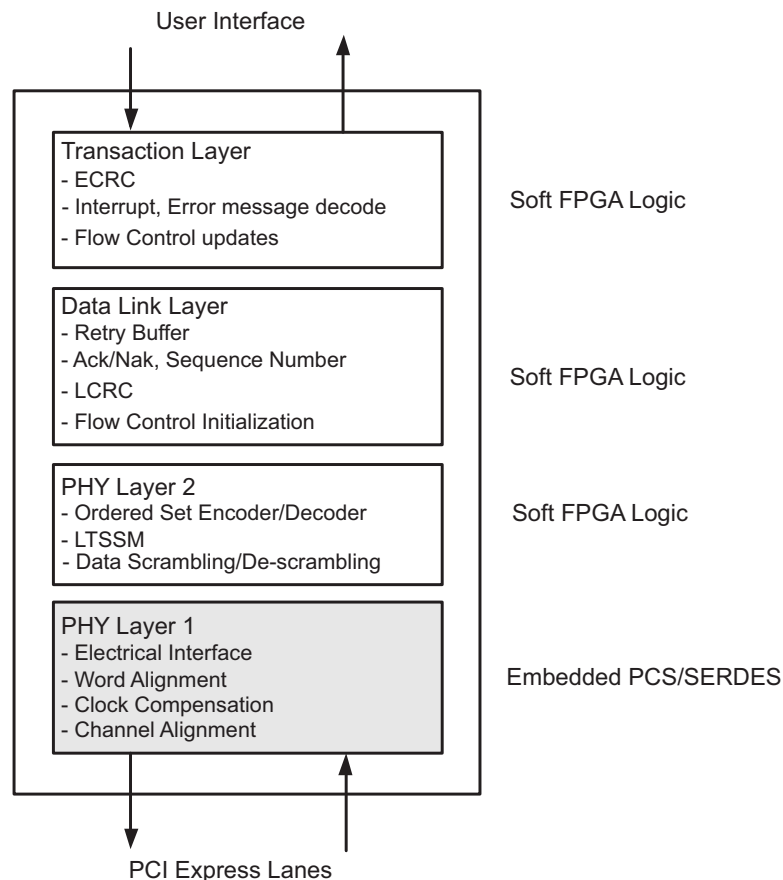 User Interface
Transaction Layer
- ECRC
- Interrupt, Error message decode
- Flow Control updates
Soft FPGA Logic
Data Link Layer
- Retry Buffer
- Ack/Nak, Sequence Number
- LCRC
- Flow Control Initialization
Soft FPGA Logic
PHY Layer 2
- Ordered Set Encoder/Decoder
- LTSSM
- Data Scrambling/De-scrambling
Soft FPGA Logic
PHY Layer 1
- Electrical Interface
- Word Alignment
- Clock Compensation
- Channel Alignment
Embedded PCS/SERDES
PCI Express Lanes